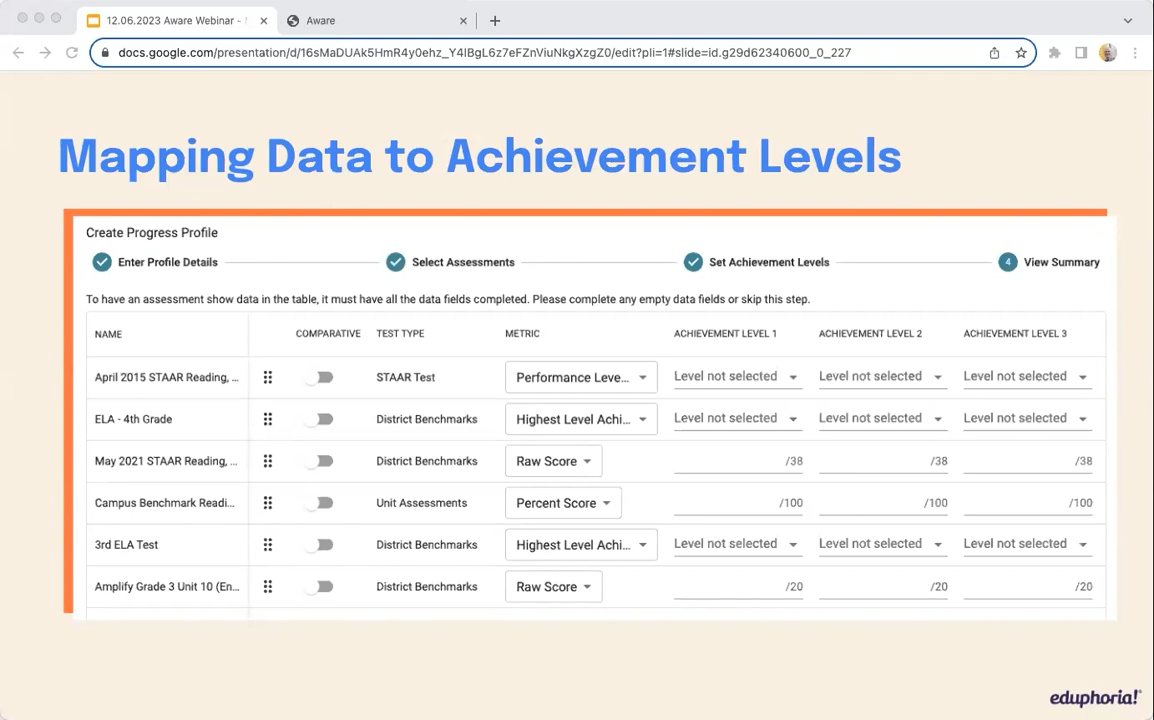 12.06.2023 Aware Webinar -
Aware
docs.google.com/presentation/d/16sMaDUAk5HmR4y0ehz_Y4lBgL6z7eFZnViuNkgXzgZ0/edit?pli=1#slide=id.g29d62340600_0_227
Mapping Data to Achievement Levels
Create Progress Profile
Enter Profile Details Select Assessments Set Achievement Levels 4 View Summary
To have an assessment show data in the table, it must have all the data fields completed. Please complete any empty data fields or skip this step.
NAME COMPARATIVE TEST TYPE METRIC ACHIEVEMENT LEVEL 1 ACHIEVEMENT LEVEL 2 ACHIEVEMENT LEVEL 3
April 2015 STAAR Reading, ... STAAR Test Performance Leve... Level not selected Level not selected Level not selected
ELA - 4th Grade District Benchmarks Highest Level Achi... Level not selected Level not selected Level not selected
May 2021 STAAR Reading, ... District Benchmarks Raw Score /38 /38 /38
Campus Benchmark Readi... Unit Assessments Percent Score /100 /100 /100
3rd ELA Test District Benchmarks Highest Level Achi... Level not selected Level not selected Level not selected
Amplify Grade 3 Unit 10 (En... District Benchmarks Raw Score /20 /20 /20
eduphoria!